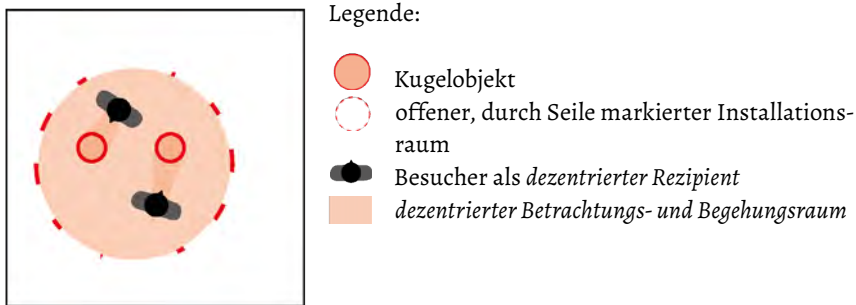 Legende:
Kugelobjekt
offener, durch Seile markierter Installations-
raum
Besucher als dezentrierter Rezipient
dezentrierter Betrachtungs- und Begehungsraum